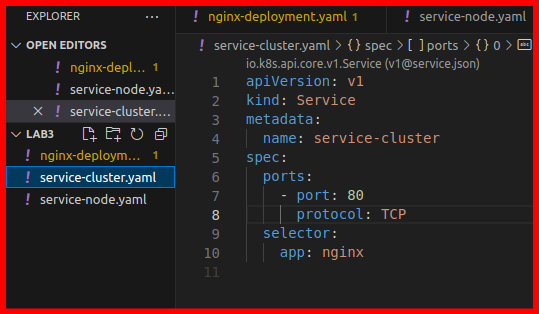 EXPLORER ...
OPEN EDITORS
! nginx-depl... 1
! service-node.ya...
× ! service-cluster....
LAB3
! nginx-deploym... 1
! service-cluster.yaml
! service-node.yaml
! nginx-deployment.yaml 1
! service-node.yaml
! service-cluster.yaml > {} spec > [ ] ports > {} 0 > abc
io.k8s.api.core.v1.Service (v1@service.json)
1 apiVersion: v1
2 kind: Service
3 metadata:
4   name: service-cluster
5 spec:
6   ports:
7     - port: 80
8       protocol: TCP
9   selector:
10     app: nginx
11